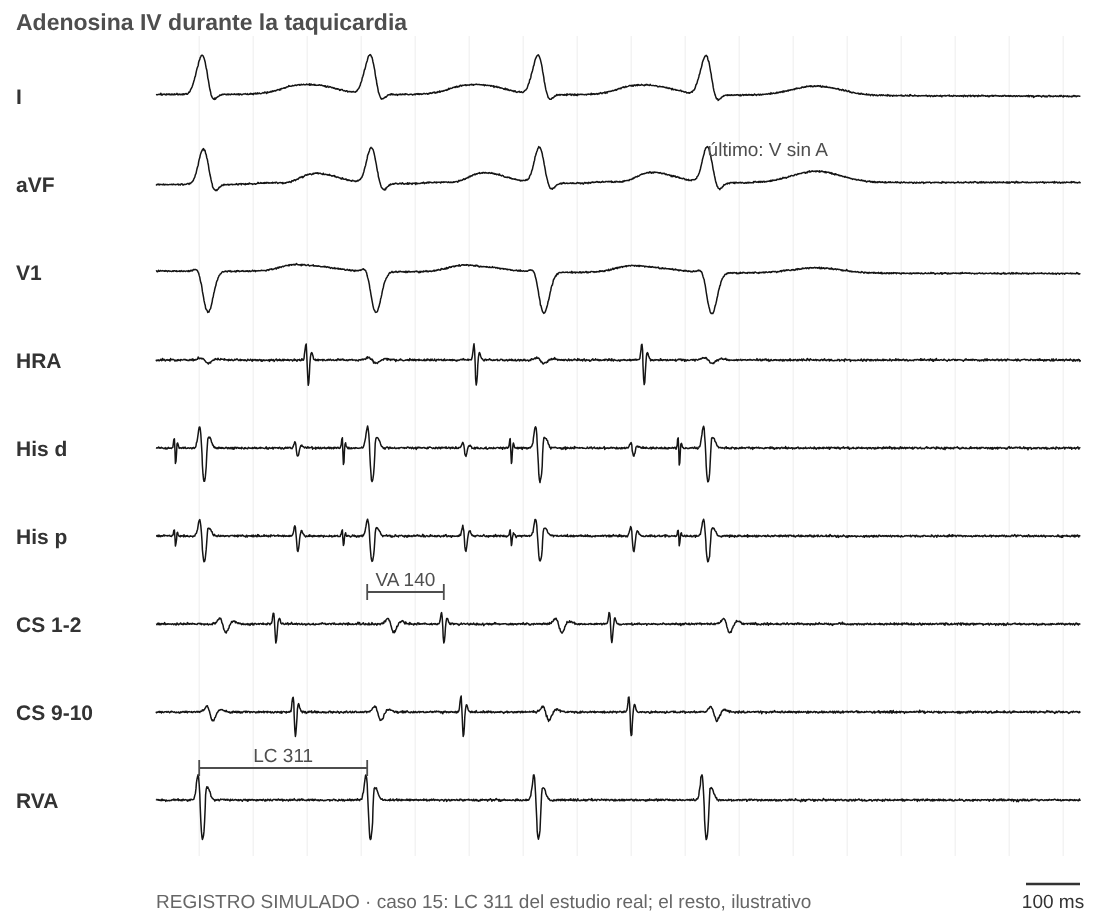 Adenosina IV durante la taquicardia
I
último: V sin A
aVF
V1
HRA
His d
His p
VA 140
CS 1-2
CS 9-10
LC 311
RVA
REGISTRO SIMULADO · caso 15: LC 311 del estudio real; el resto, ilustrativo
100 ms